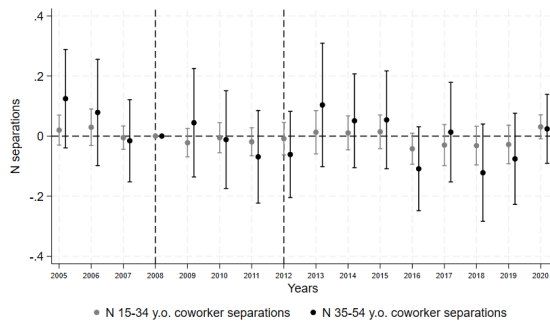 N separations
.4
.2
0
-.2
-.4
2005 2006 2007 2008 2009 2010 2011 2012 2013 2014 2015 2016 2017 2018 2019 2020
Years
N 15-34 y.o. coworker separations N 35-54 y.o. coworker separations